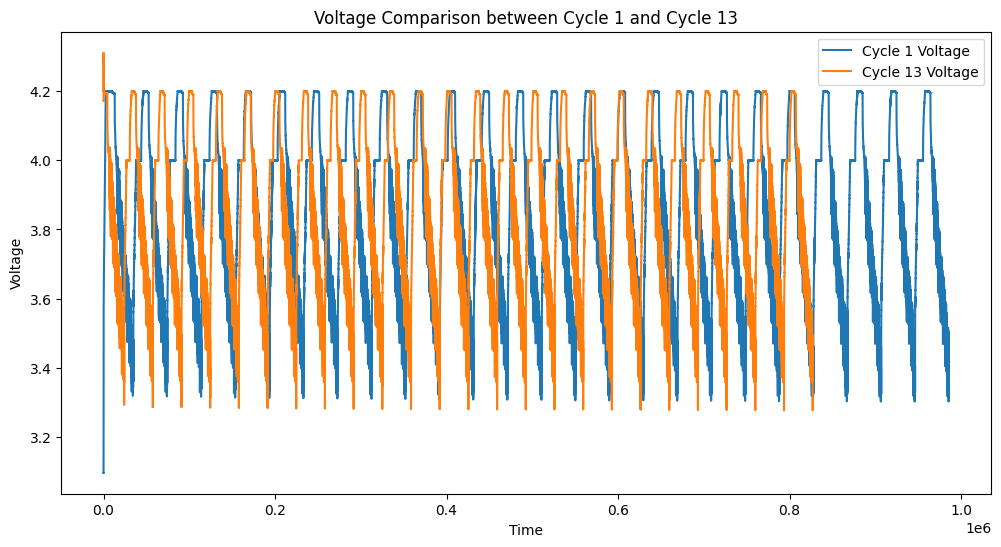 Voltage Comparison between Cycle 1 and Cycle 13
Cycle 1 Voltage
Cycle 13 Voltage
Voltage
4.2
4.0
3.8
3.6
3.4
3.2
0.0 0.2 0.4 0.6 0.8 1.0
1e6
Time